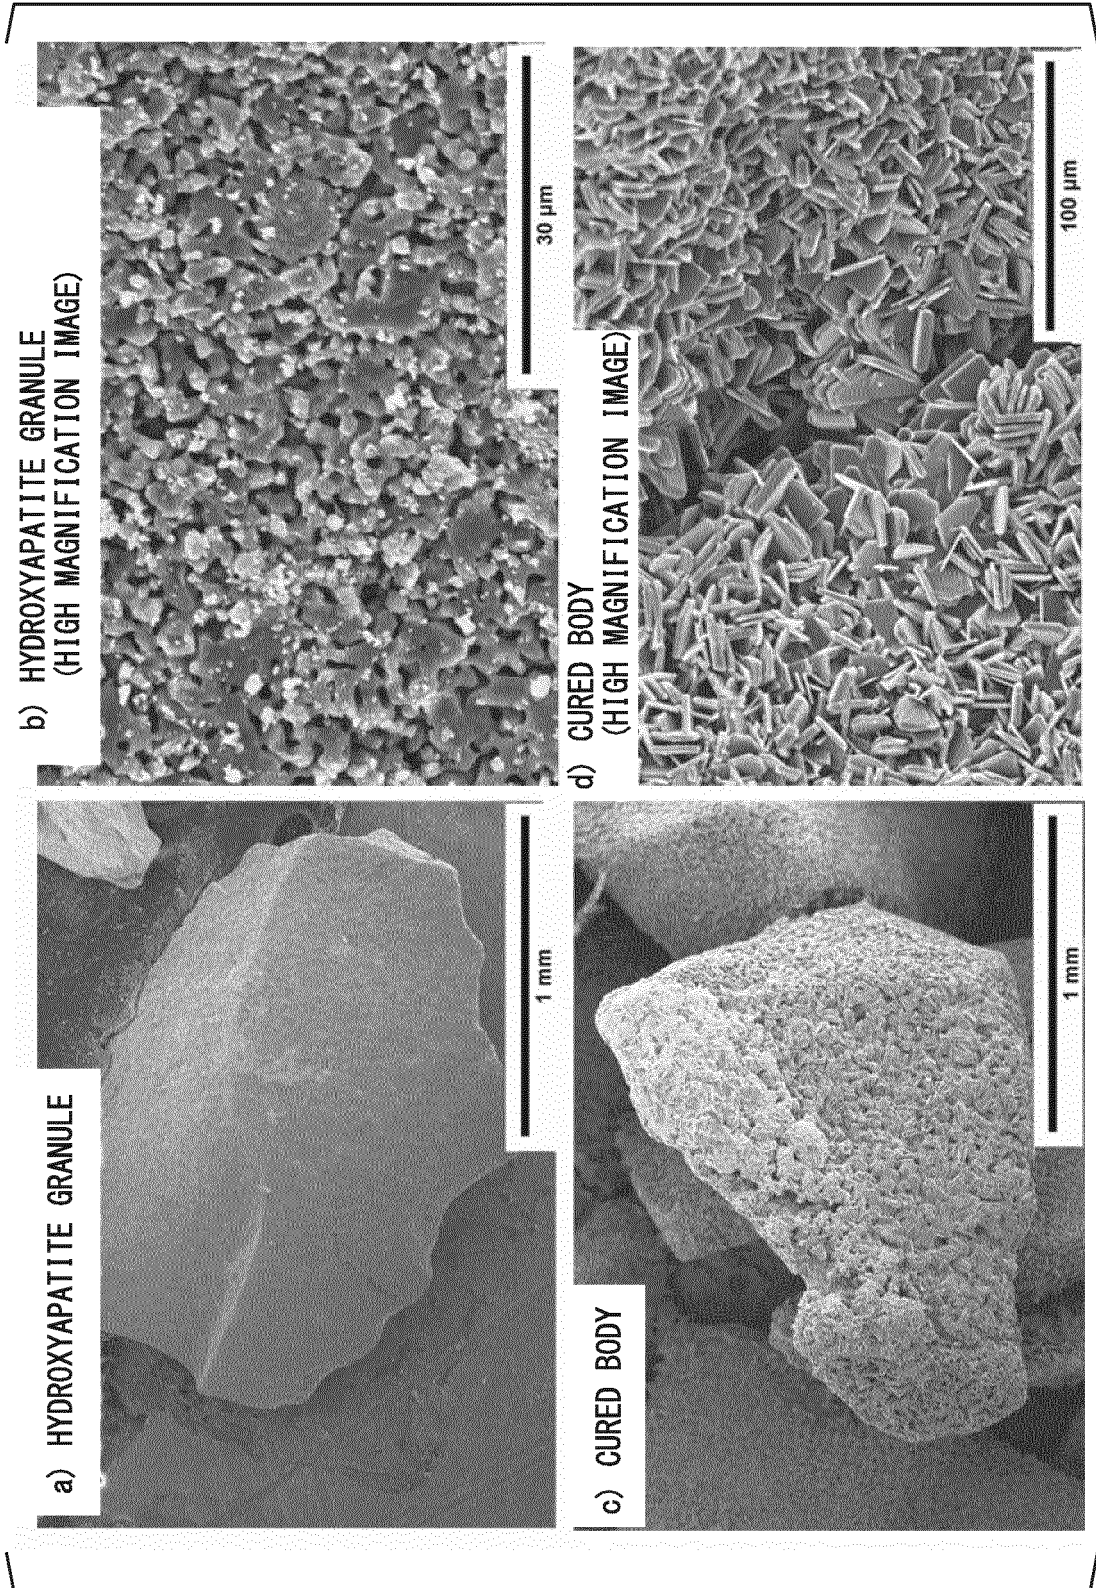 a) HYDROXYAPATITE GRANULE
1 mm
b) HYDROXYAPATITE GRANULE
(HIGH MAGNIFICATION IMAGE)
30 μm
c) CURED BODY
1 mm
d) CURED BODY
(HIGH MAGNIFICATION IMAGE)
100 μm